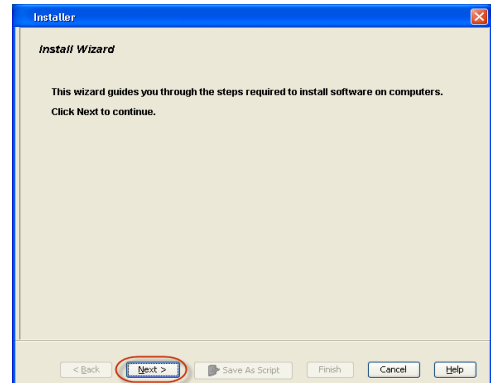 Installer
Install Wizard
This wizard guides you through the steps required to install software on computers.
Click Next to continue.
< Back Next > Save As Script Finish Cancel Help